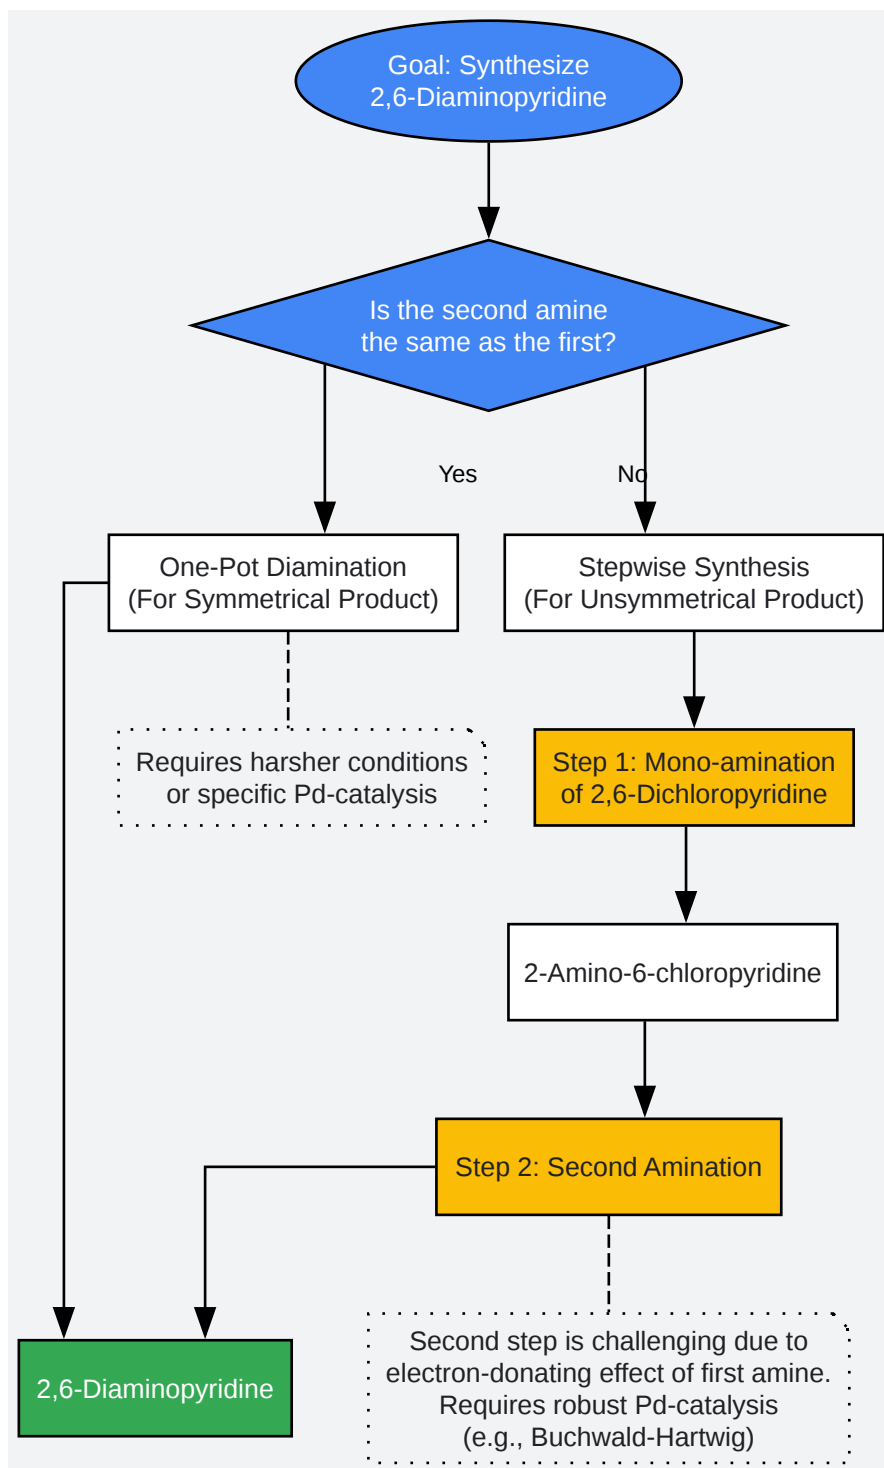 Goal: Synthesize
2,6-Diaminopyridine
Is the second amine
the same as the first?
Yes
No
One-Pot Diamination
(For Symmetrical Product)
Stepwise Synthesis
(For Unsymmetrical Product)
Requires harsher conditions
or specific Pd-catalysis
Step 1: Mono-amination
of 2,6-Dichloropyridine
2-Amino-6-chloropyridine
Step 2: Second Amination
2,6-Diaminopyridine
Second step is challenging due to
electron-donating effect of first amine.
Requires robust Pd-catalysis
(e.g., Buchwald-Hartwig)